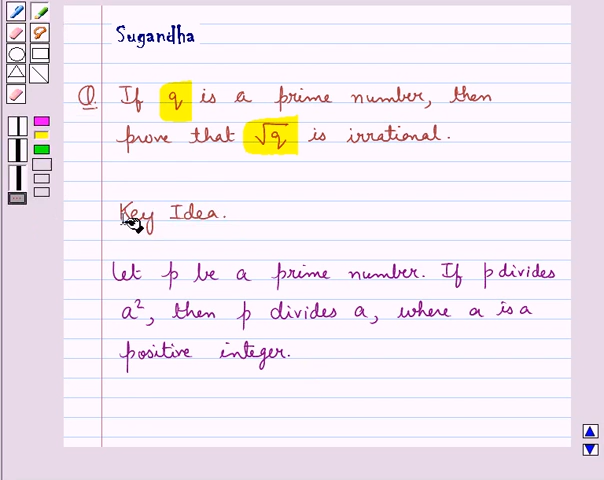 Sugandha
Q. If q is a prime number, then
prove that √q is irrational.
Key Idea.
Let p be a prime number. If p divides
a², then p divides a, where a is a
positive integer.